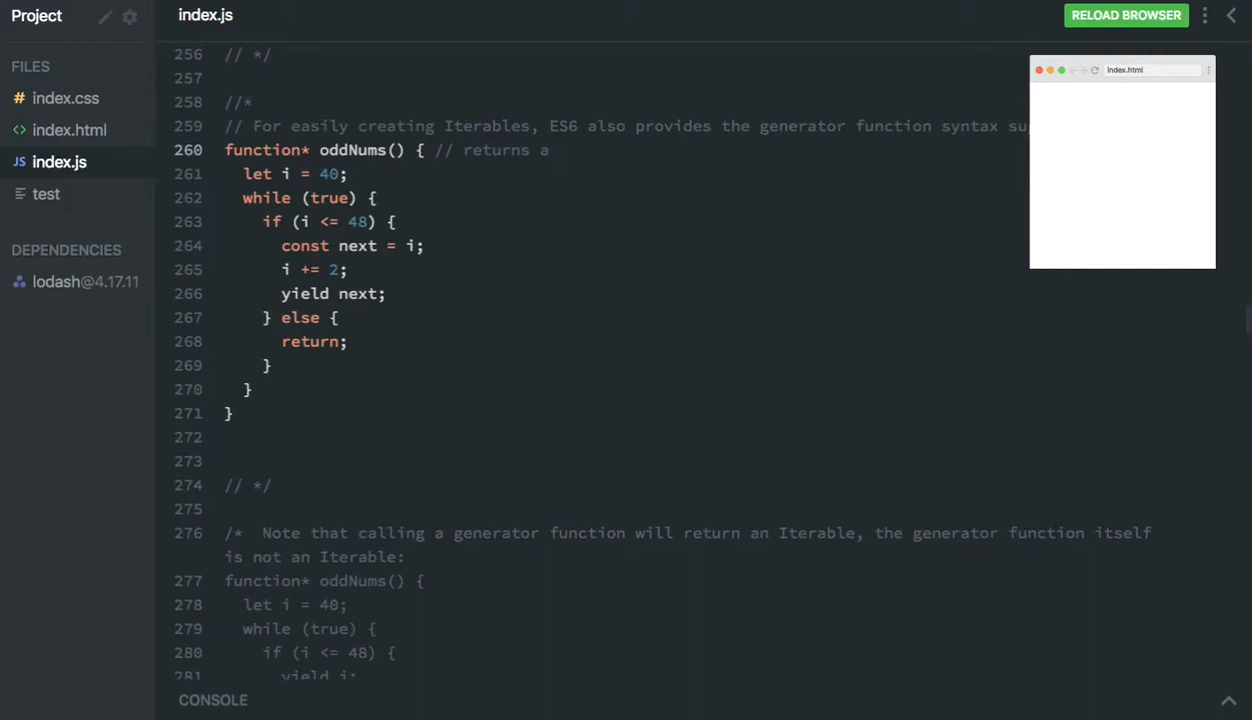 Project
index.js
RELOAD BROWSER
FILES
# index.css
<> index.html
JS index.js
test
DEPENDENCIES
lodash@4.17.11
index.html
256 // */
257
258 //*
259 // For easily creating Iterables, ES6 also provides the generator function syntax
260 function* oddNums() { // returns a
261 let i = 40;
262 while (true) {
263 if (i <= 48) {
264 const next = i;
265 i += 2;
266 yield next;
267 } else {
268 return;
269 }
270 }
271 }
272
273
274 // */
275
276 /* Note that calling a generator function will return an Iterable, the generator function itself
is not an Iterable:
277 function* oddNums() {
278 let i = 40;
279 while (true) {
280 if (i <= 48) {
281 yield i;
CONSOLE